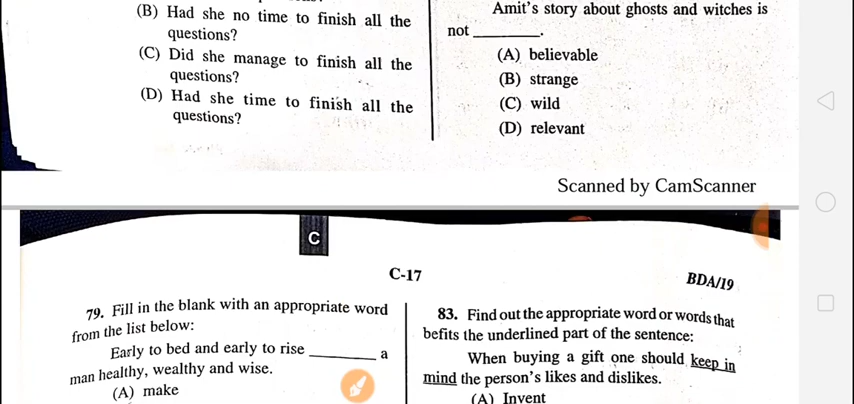 (B) Had she no time to finish all the
questions?
(C) Did she manage to finish all the
questions?
(D) Had she time to finish all the
questions?
Amit's story about ghosts and witches is
not ________.
(A) believable
(B) strange
(C) wild
(D) relevant
Scanned by CamScanner
C
C-17
BDA/19
79. Fill in the blank with an appropriate word
from the list below:
Early to bed and early to rise ________ a
man healthy, wealthy and wise.
(A) make
83. Find out the appropriate word or words that
befits the underlined part of the sentence:
When buying a gift one should keep in
mind the person's likes and dislikes.
(A) Invent